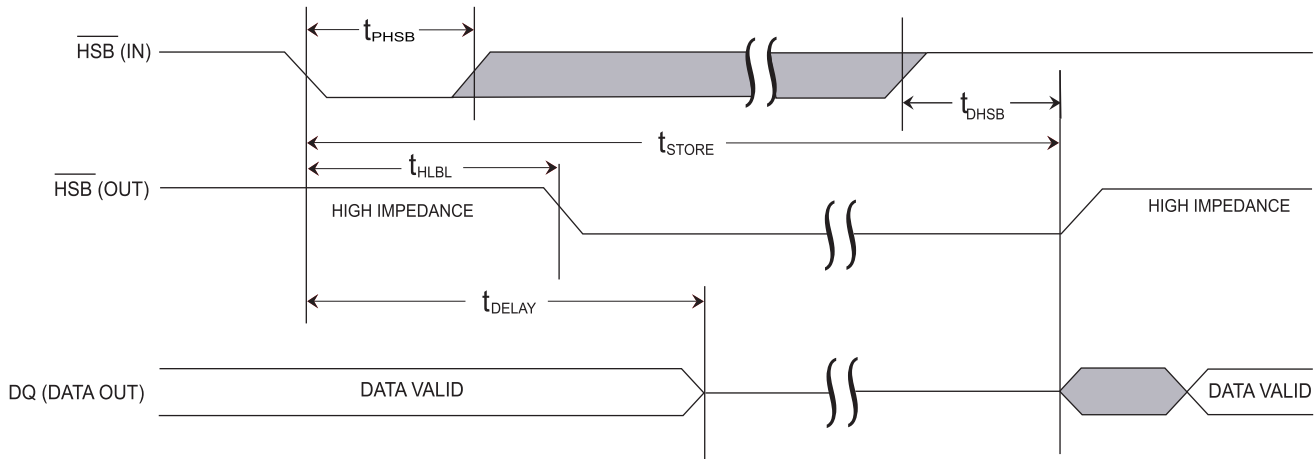 tPHSB
HSB (IN)
tDHSB
tSTORE
tHLBL
HSB (OUT)
HIGH IMPEDANCE
HIGH IMPEDANCE
tDELAY
DQ (DATA OUT)
DATA VALID
DATA VALID